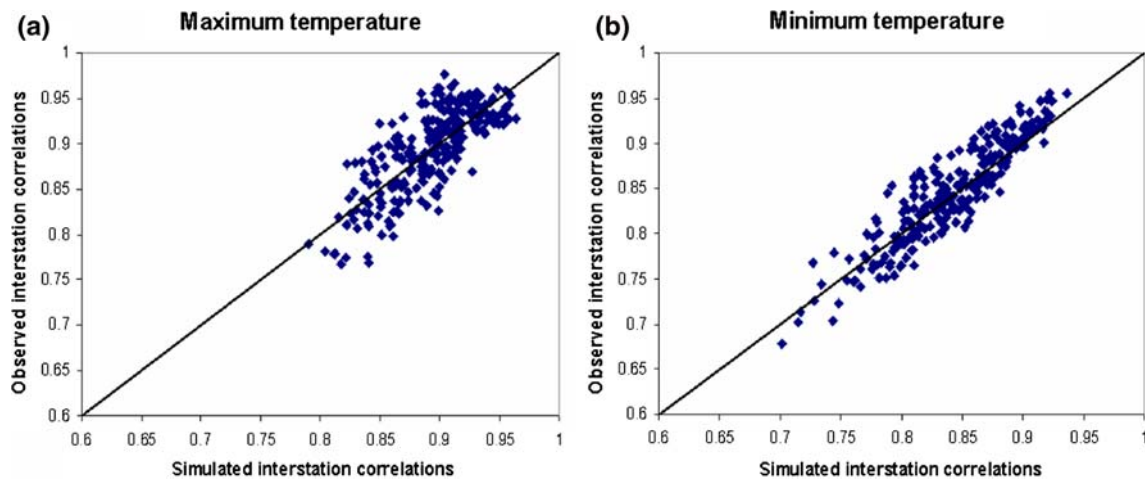 (a) Maximum temperature
Observed interstation correlations
1
0.95
0.9
0.85
0.8
0.75
0.7
0.65
0.6
0.6 0.65 0.7 0.75 0.8 0.85 0.9 0.95 1
Simulated interstation correlations
(b) Minimum temperature
Observed interstation correlations
1
0.95
0.9
0.85
0.8
0.75
0.7
0.65
0.6
0.6 0.65 0.7 0.75 0.8 0.85 0.9 0.95 1
Simulated interstation correlations